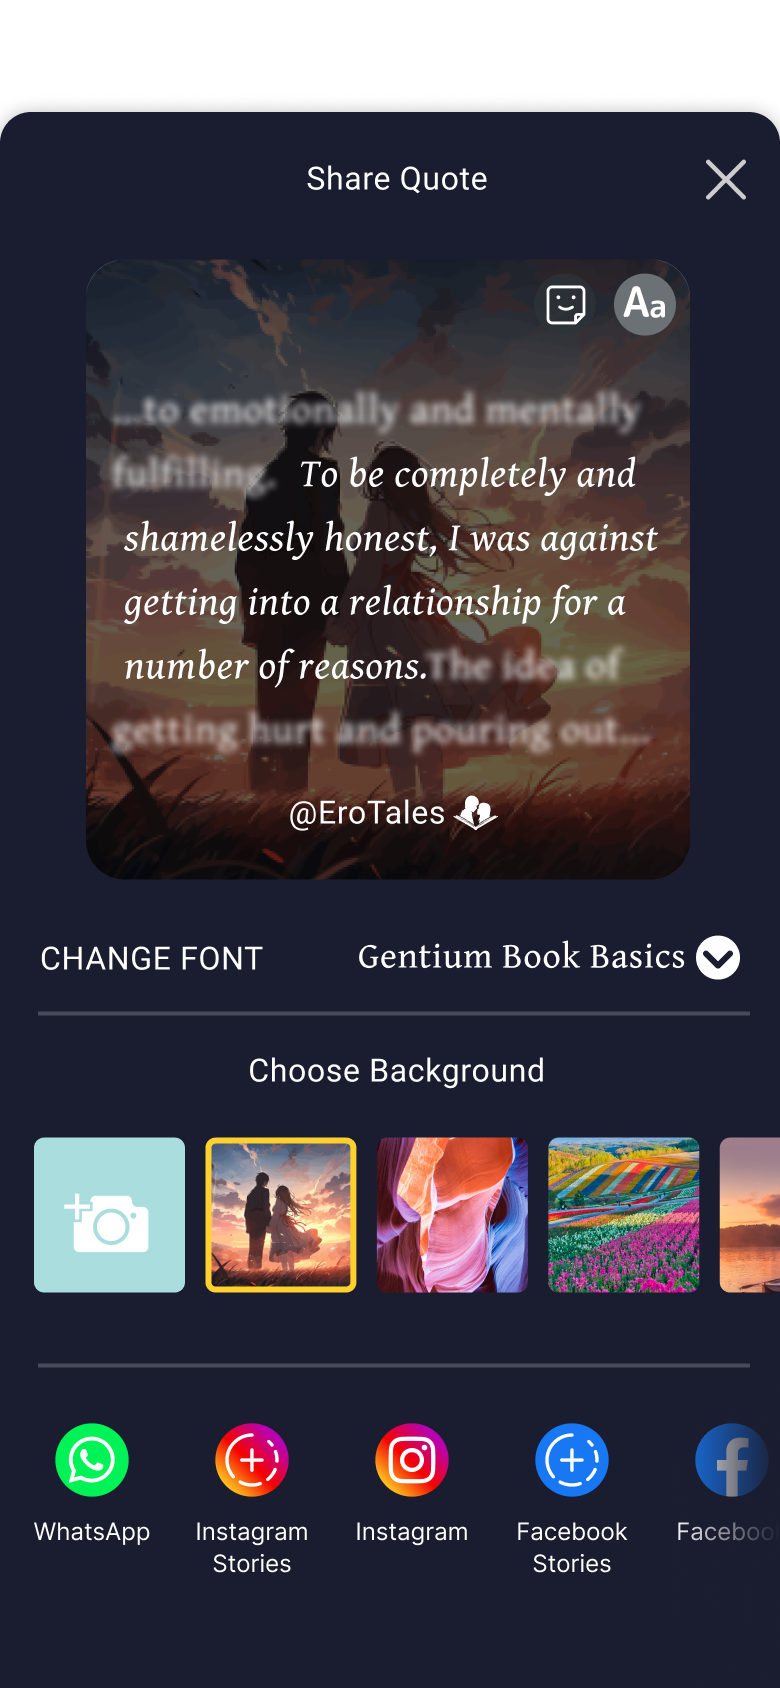 Share Quote
Aa
...to emotionally and mentally
fulfilling. To be completely and
shamelessly honest, I was against
getting into a relationship for a
number of reasons.The idea of
getting hurt and pouring out...
@EroTales
CHANGE FONT
Gentium Book Basics
Choose Background
WhatsApp
Instagram
Stories
Instagram
Facebook
Stories
Faceboo